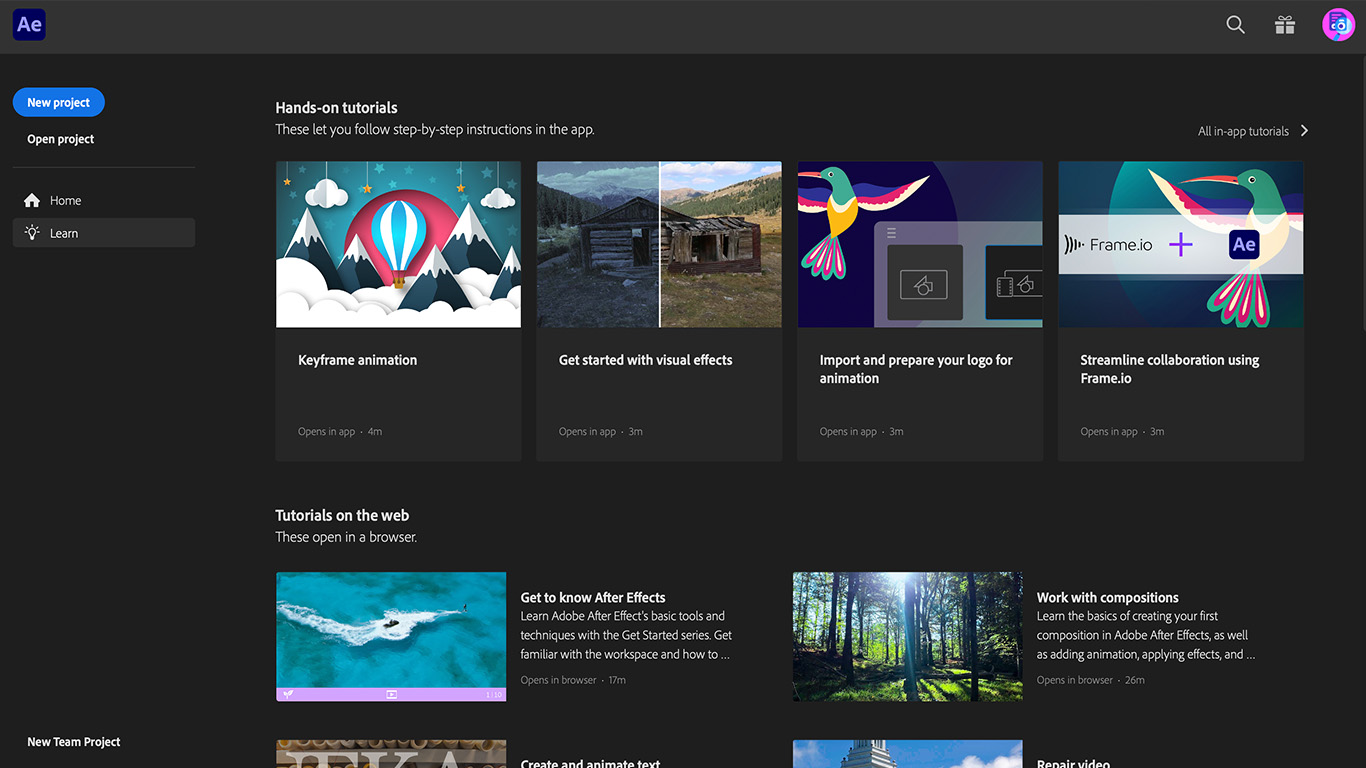 Ae
New project
Open project
Home
Learn
New Team Project
Hands-on tutorials
These let you follow step-by-step instructions in the app.
All in-app tutorials
Keyframe animation
Opens in app · 4m
Get started with visual effects
Opens in app · 3m
Import and prepare your logo for
animation
Opens in app · 3m
Frame.io + Ae
Streamline collaboration using
Frame.io
Opens in app · 3m
Tutorials on the web
These open in a browser.
1 | 10
Get to know After Effects
Learn Adobe After Effect's basic tools and
techniques with the Get Started series. Get
familiar with the workspace and how to ...
Opens in browser · 17m
Work with compositions
Learn the basics of creating your first
composition in Adobe After Effects, as well
as adding animation, applying effects, and ...
Opens in browser · 26m
Create and animate text
Repair video